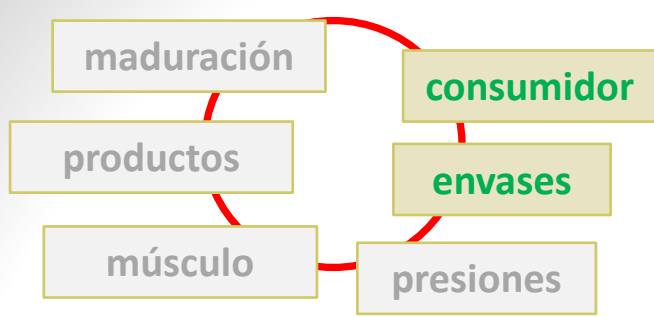 maduración
consumidor
productos
envases
músculo
presiones